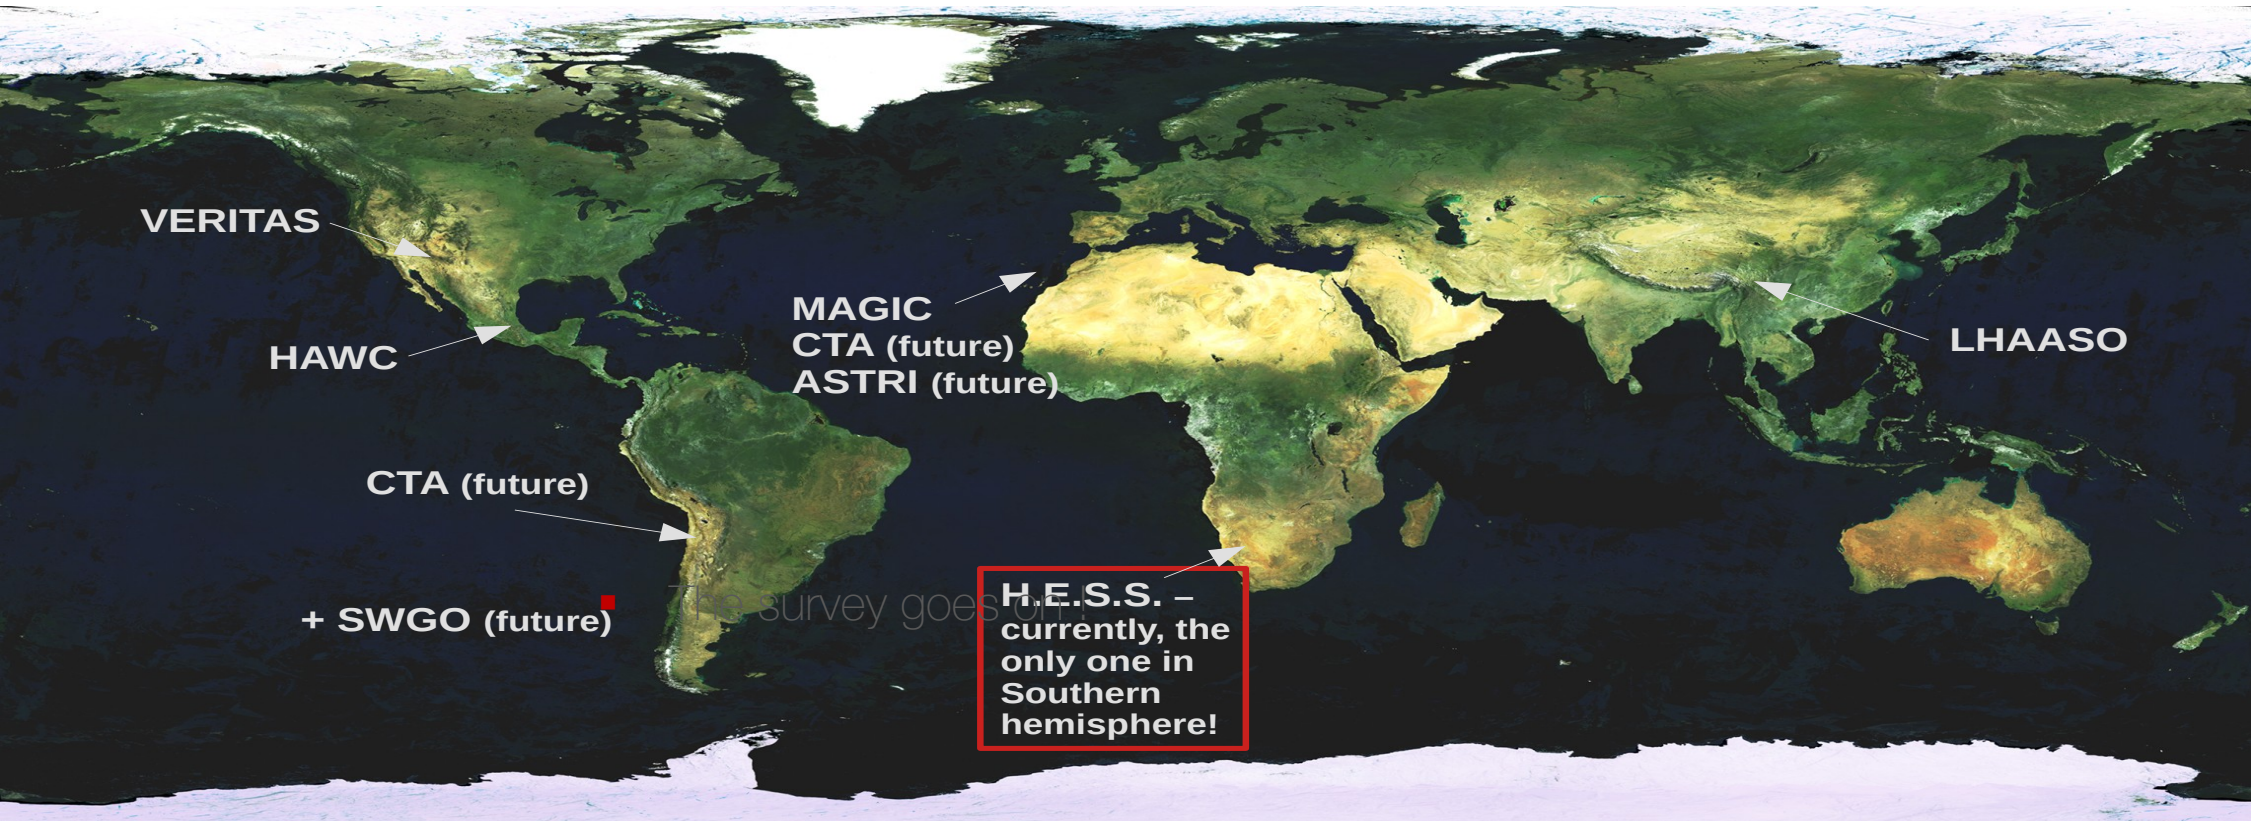 VERITAS
HAWC
MAGIC
CTA (future)
ASTRI (future)
LHAASO
CTA (future)
+ SWGO (future)
The survey goes on !
H.E.S.S. –
currently, the
only one in
Southern
hemisphere!